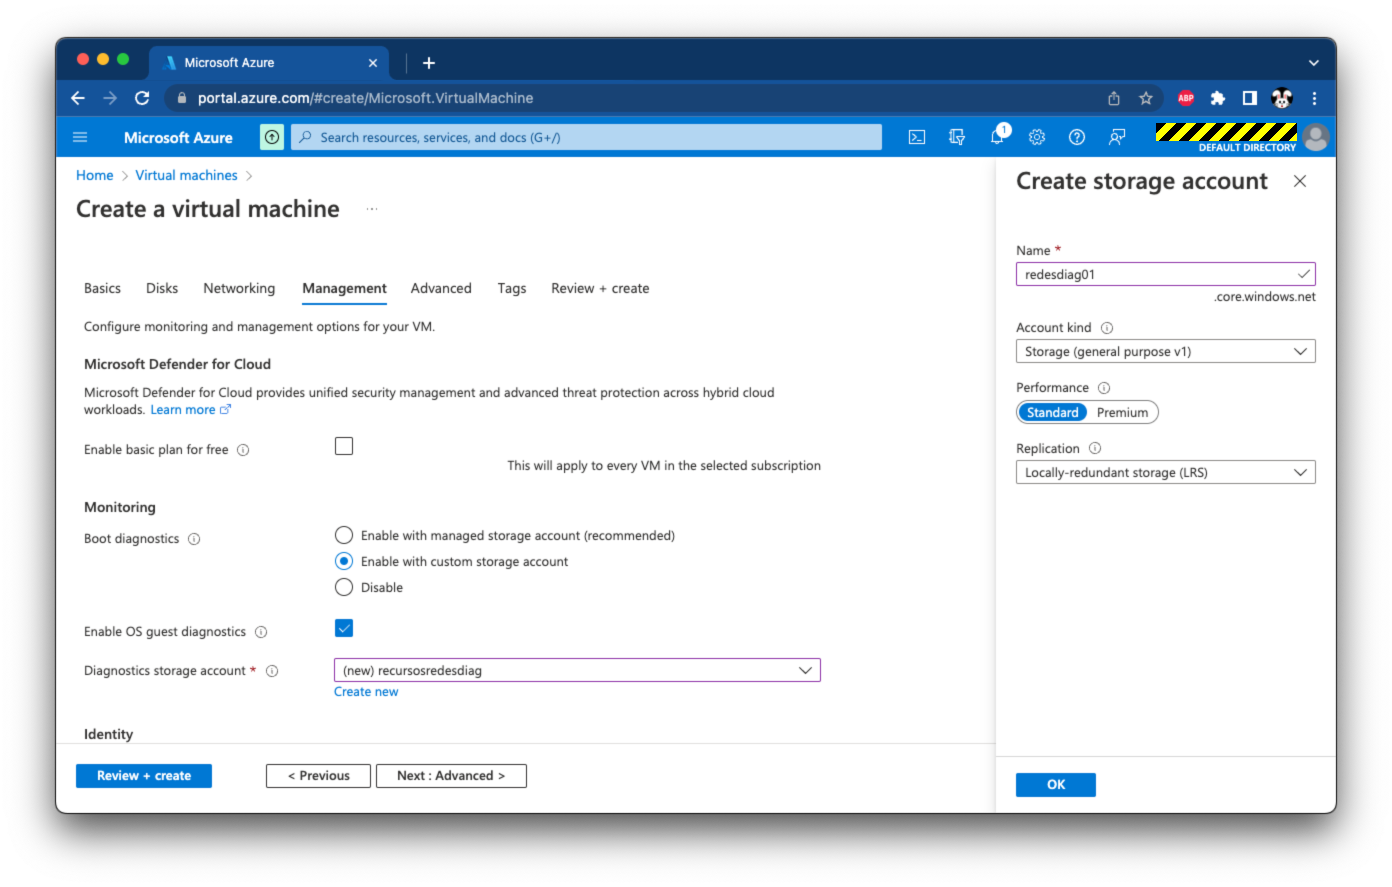 Microsoft Azure
portal.azure.com/#create/Microsoft.VirtualMachine
ABP
Microsoft Azure
Search resources, services, and docs (G+/)
1
DEFAULT DIRECTORY
Home > Virtual machines >
Create a virtual machine ...
Basics Disks Networking Management Advanced Tags Review + create
Configure monitoring and management options for your VM.
Microsoft Defender for Cloud
Microsoft Defender for Cloud provides unified security management and advanced threat protection across hybrid cloud
workloads. Learn more
Enable basic plan for free
This will apply to every VM in the selected subscription
Monitoring
Boot diagnostics
Enable with managed storage account (recommended)
Enable with custom storage account
Disable
Enable OS guest diagnostics
Diagnostics storage account *
(new) recursosredesdiag
Create new
Identity
Review + create
< Previous
Next : Advanced >
Create storage account
Name *
redesdiag01
.core.windows.net
Account kind
Storage (general purpose v1)
Performance
Standard Premium
Replication
Locally-redundant storage (LRS)
OK